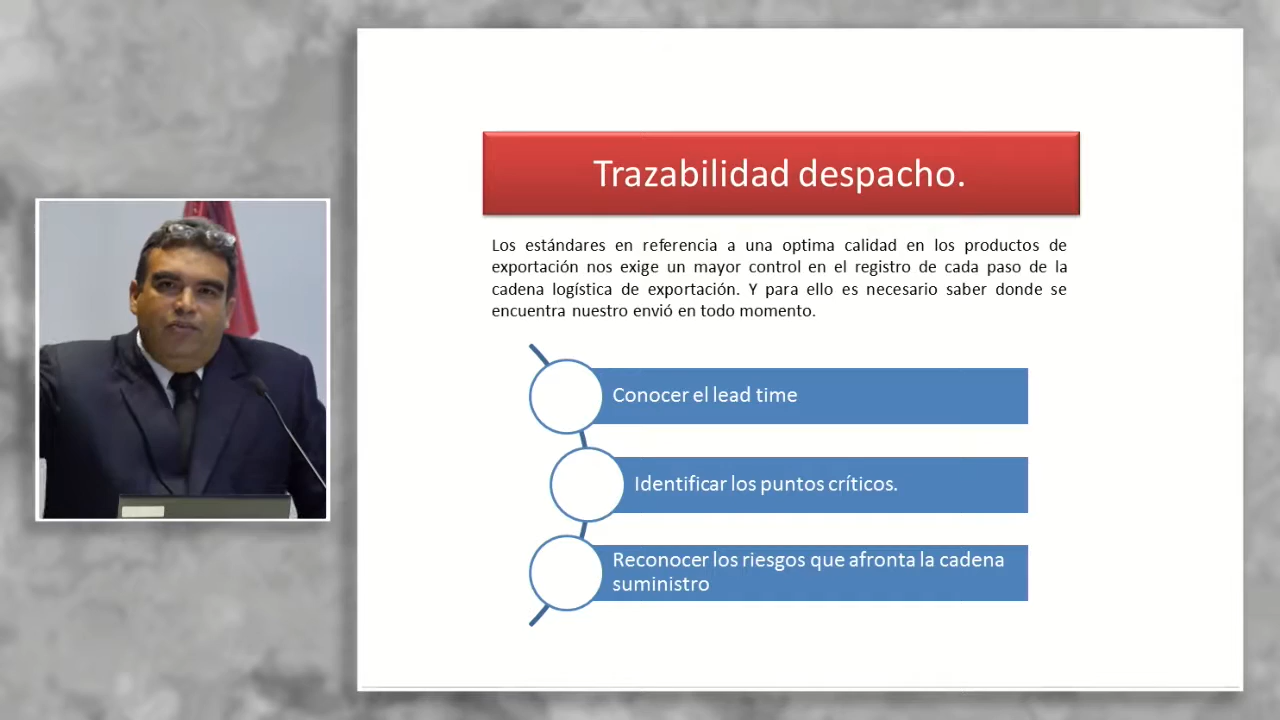 Trazabilidad despacho.
Los estándares en referencia a una optima calidad en los productos de
exportación nos exige un mayor control en el registro de cada paso de la
cadena logística de exportación. Y para ello es necesario saber donde se
encuentra nuestro envió en todo momento.
Conocer el lead time
Identificar los puntos críticos.
Reconocer los riesgos que afronta la cadena
suministro